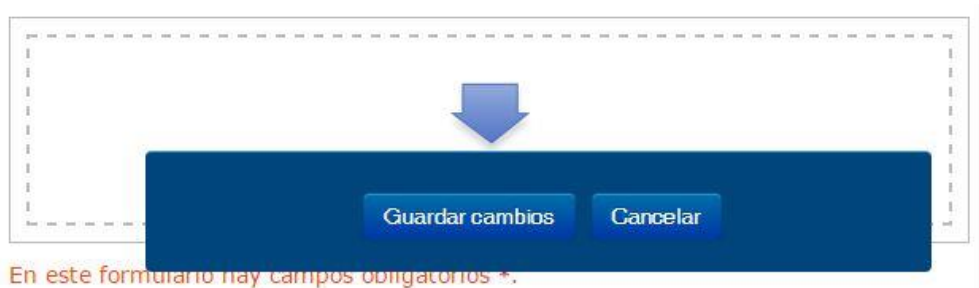 Guardar cambios Cancelar
En este formulario hay campos obligatorios *.